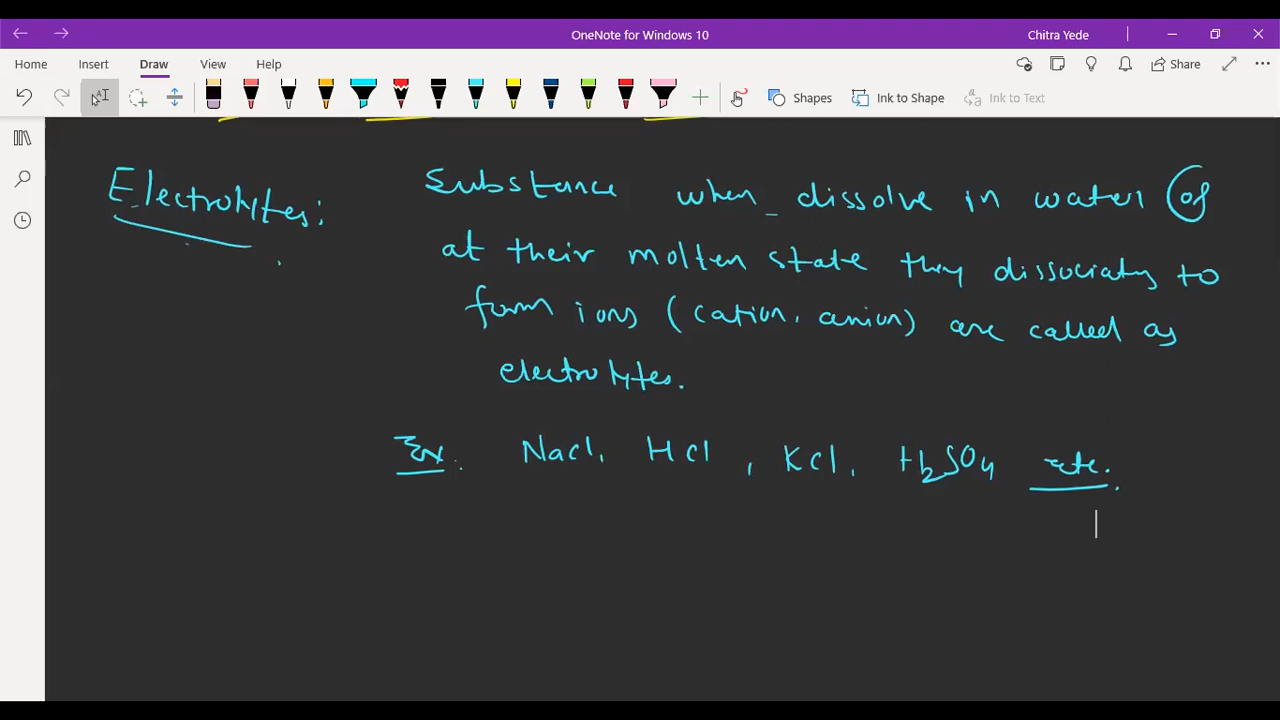 OneNote for Windows 10
Chitra Yede
Home Insert Draw View Help
Share
Shapes Ink to Shape Ink to Text
Electrolytes: Substance when dissolve in water of
at their molten state they dissociates to
form ions (cation, anion) are called as
electrolytes.
Ex: NaCl, HCl, KCl, H₂SO₄ etc.